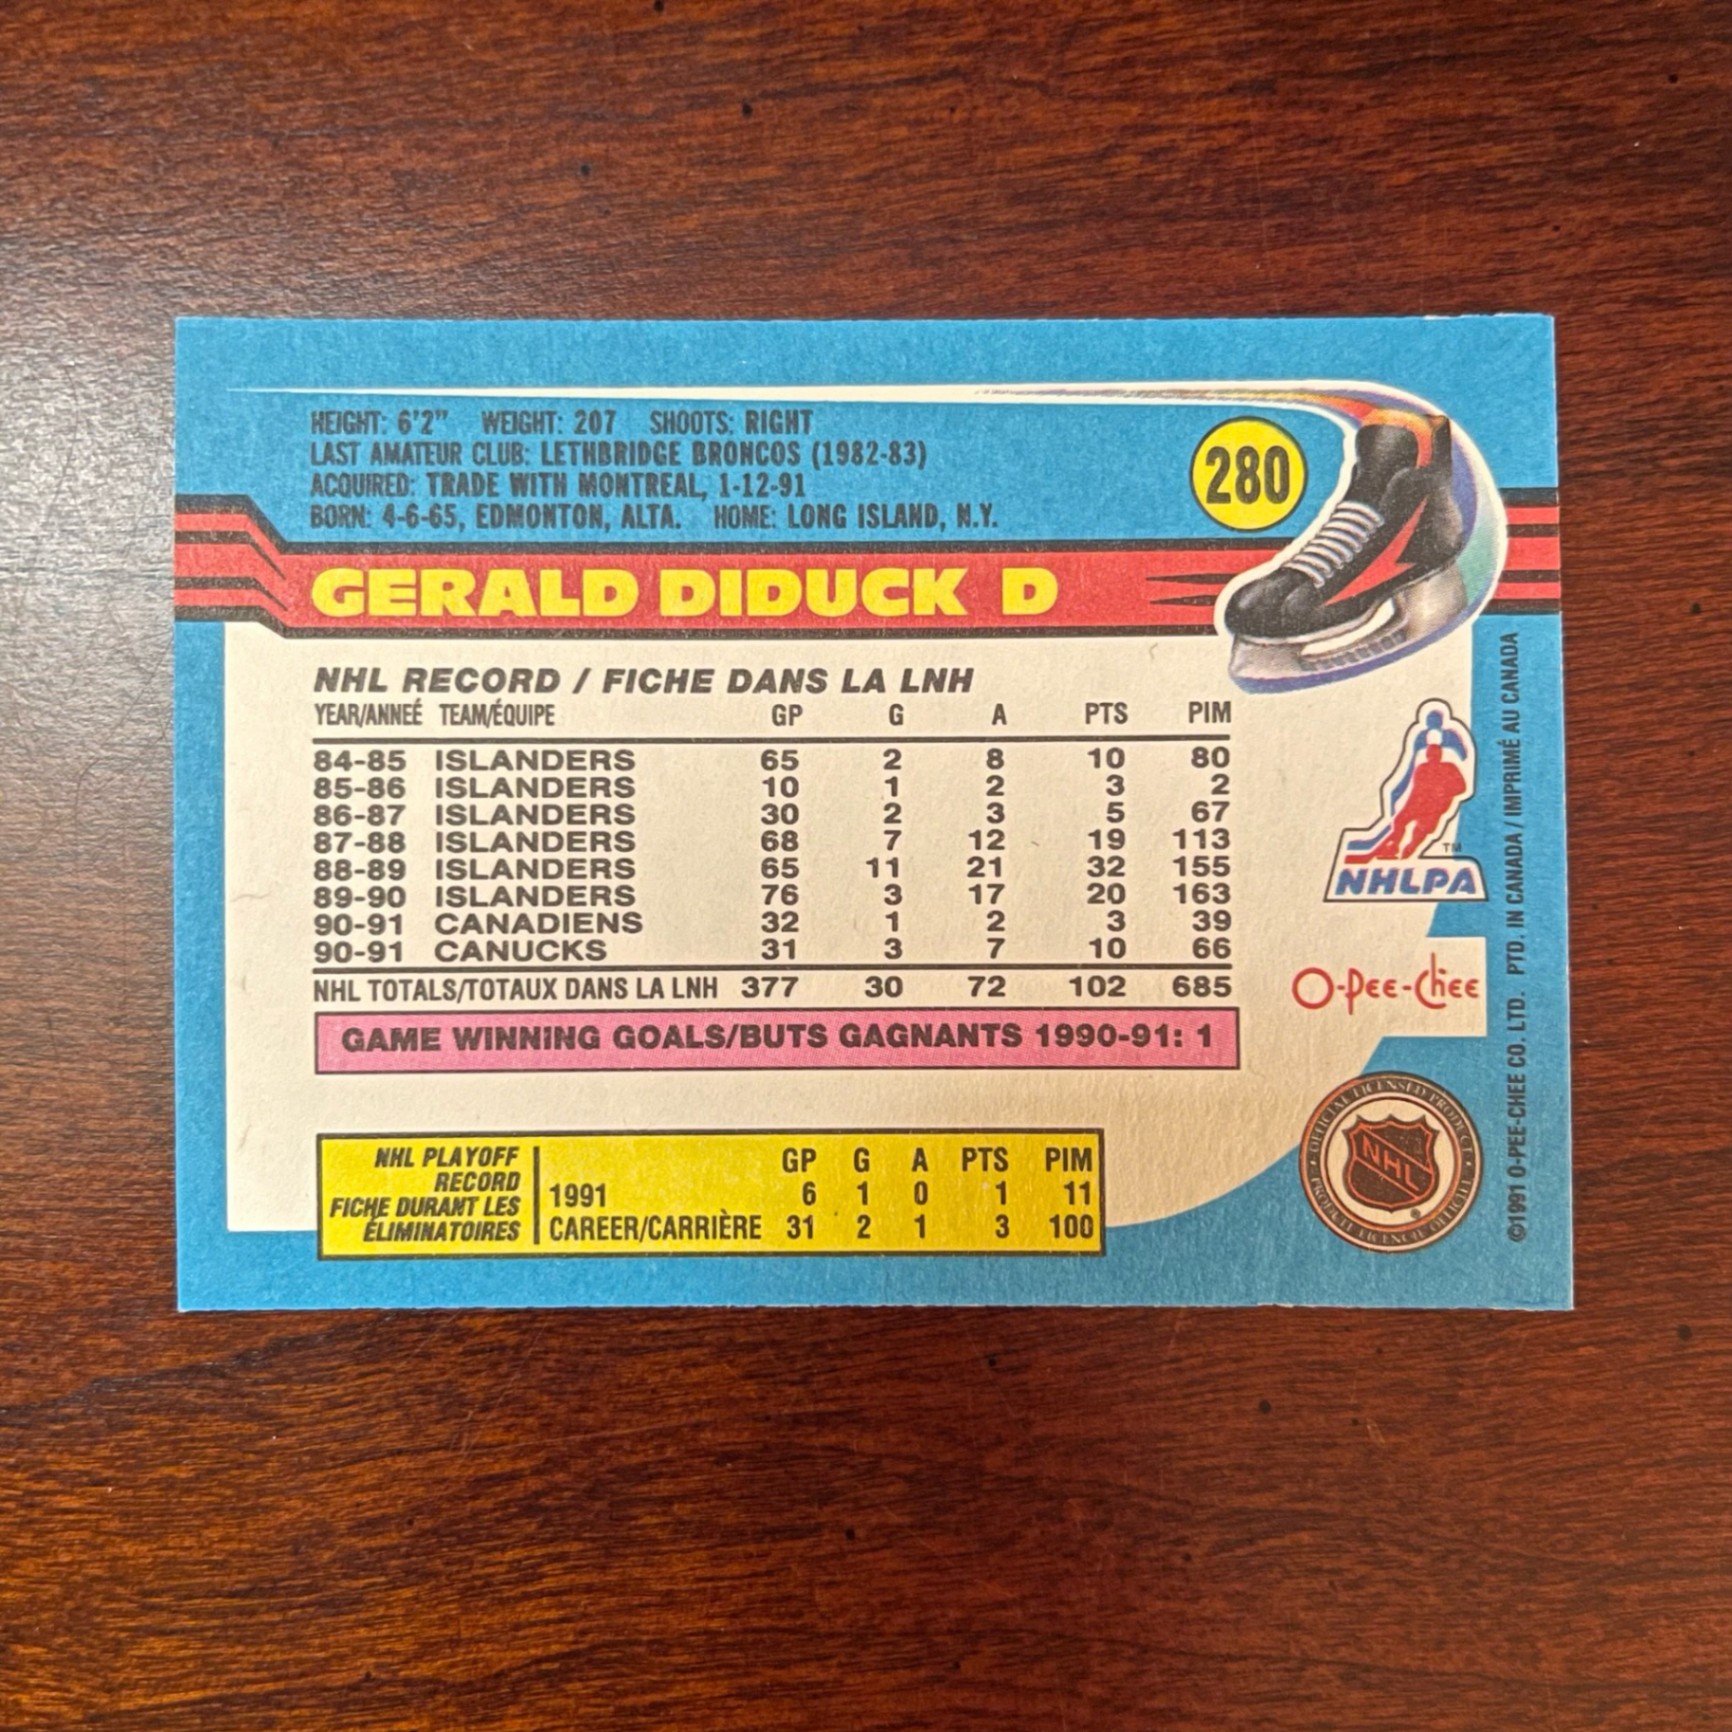 HEIGHT: 6'2" WEIGHT: 207 SHOOTS: RIGHT
LAST AMATEUR CLUB: LETHBRIDGE BRONCOS (1982-83)
ACQUIRED: TRADE WITH MONTREAL, 1-12-91
BORN: 4-6-65, EDMONTON, ALTA. HOME: LONG ISLAND, N.Y.
280
GERALD DIDUCK D
NHL RECORD / FICHE DANS LA LNH
YEAR/ANNEÉ TEAM/ÉQUIPE GP G A PTS PIM
84-85 ISLANDERS 65 2 8 10 80
85-86 ISLANDERS 10 1 2 3 2
86-87 ISLANDERS 30 2 3 5 67
87-88 ISLANDERS 68 7 12 19 113
88-89 ISLANDERS 65 11 21 32 155
89-90 ISLANDERS 76 3 17 20 163
90-91 CANADIENS 32 1 2 3 39
90-91 CANUCKS 31 3 7 10 66
NHL TOTALS/TOTAUX DANS LA LNH 377 30 72 102 685
GAME WINNING GOALS/BUTS GAGNANTS 1990-91: 1
NHL PLAYOFF
RECORD
FICHE DURANT LES
ÉLIMINATOIRES
GP G A PTS PIM
1991 6 1 0 1 11
CAREER/CARRIÈRE 31 2 1 3 100
TM
NHLPA
O-Pee-Chee
OFFICIAL LICENSED PRODUCT
NHL
PRODUIT LICENCIE OFFICIEL
©1991 O-PEE-CHEE CO. LTD. PTD. IN CANADA / IMPRIMÉ AU CANADA